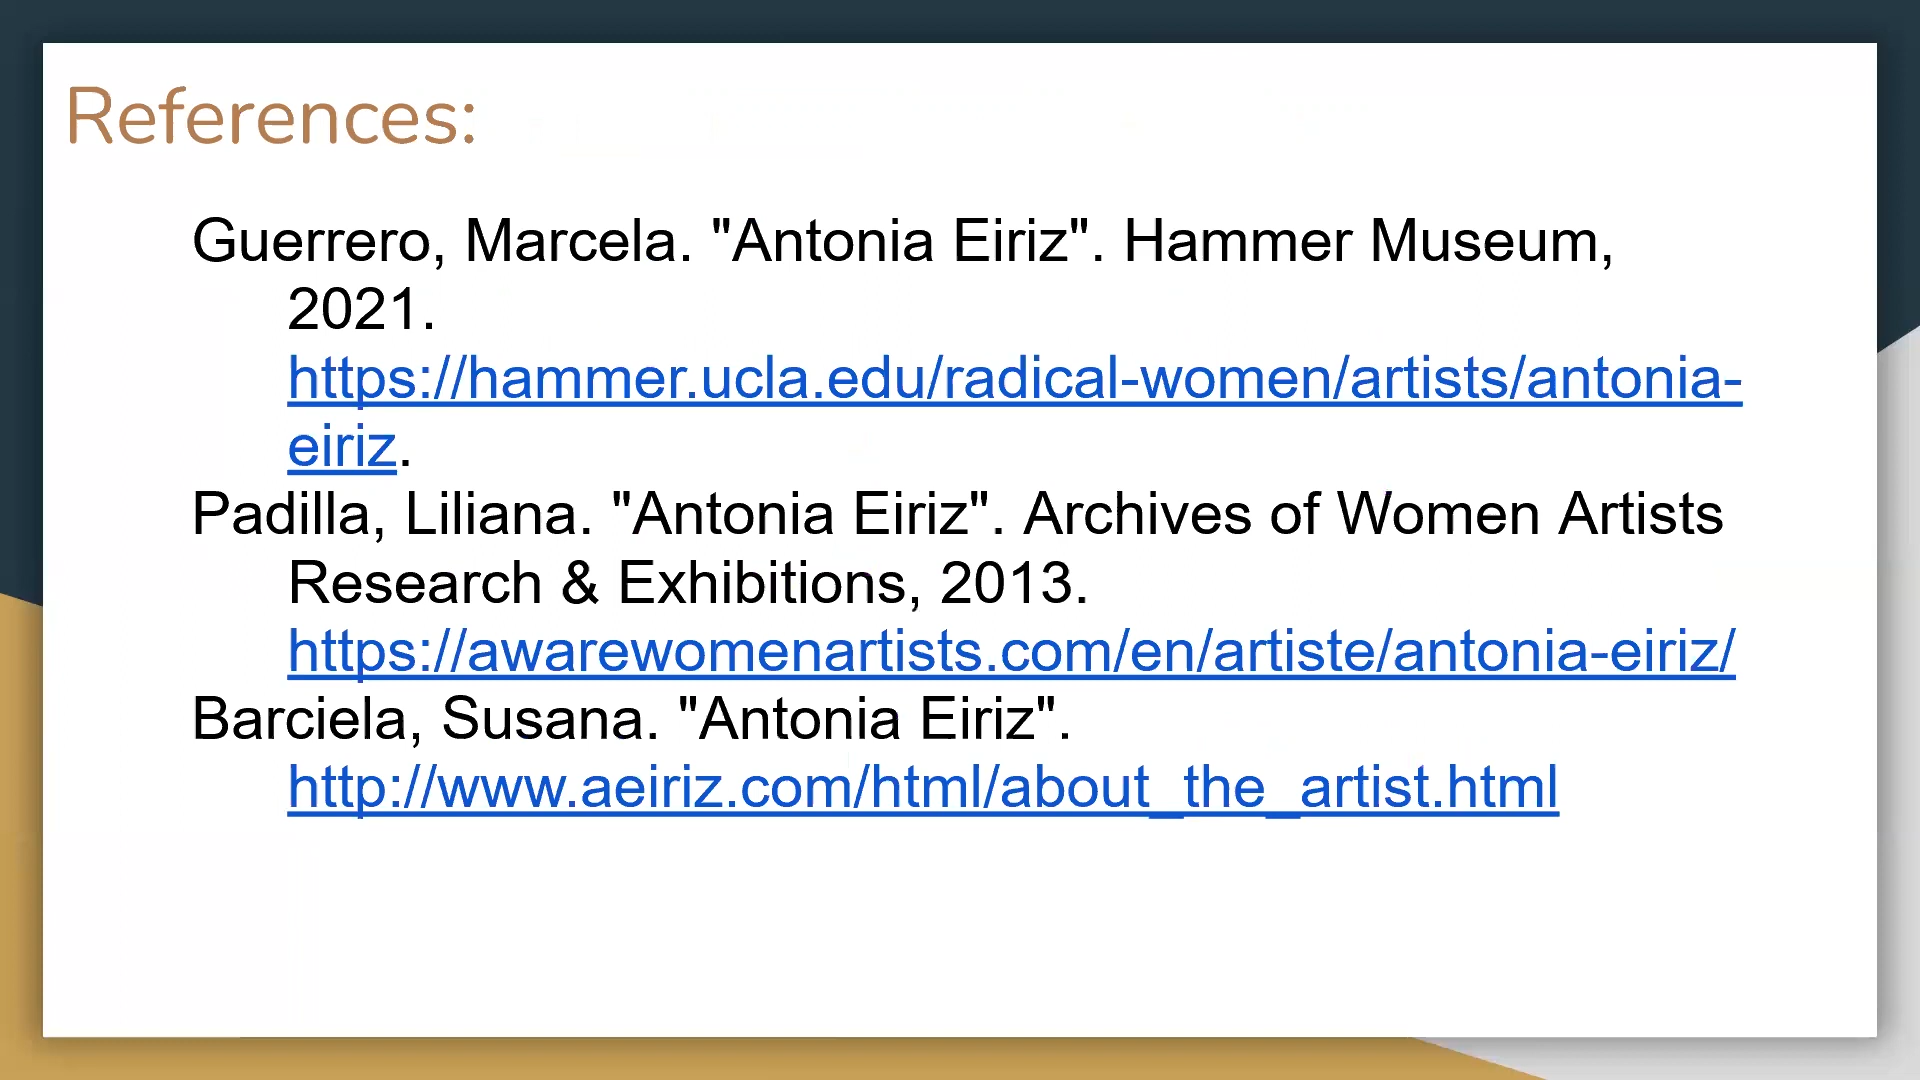 References:
Guerrero, Marcela. "Antonia Eiriz". Hammer Museum,
2021.
https://hammer.ucla.edu/radical-women/artists/antonia-
eiriz.
Padilla, Liliana. "Antonia Eiriz". Archives of Women Artists
Research & Exhibitions, 2013.
https://awarewomenartists.com/en/artiste/antonia-eiriz/
Barciela, Susana. "Antonia Eiriz".
http://www.aeiriz.com/html/about_the_artist.html